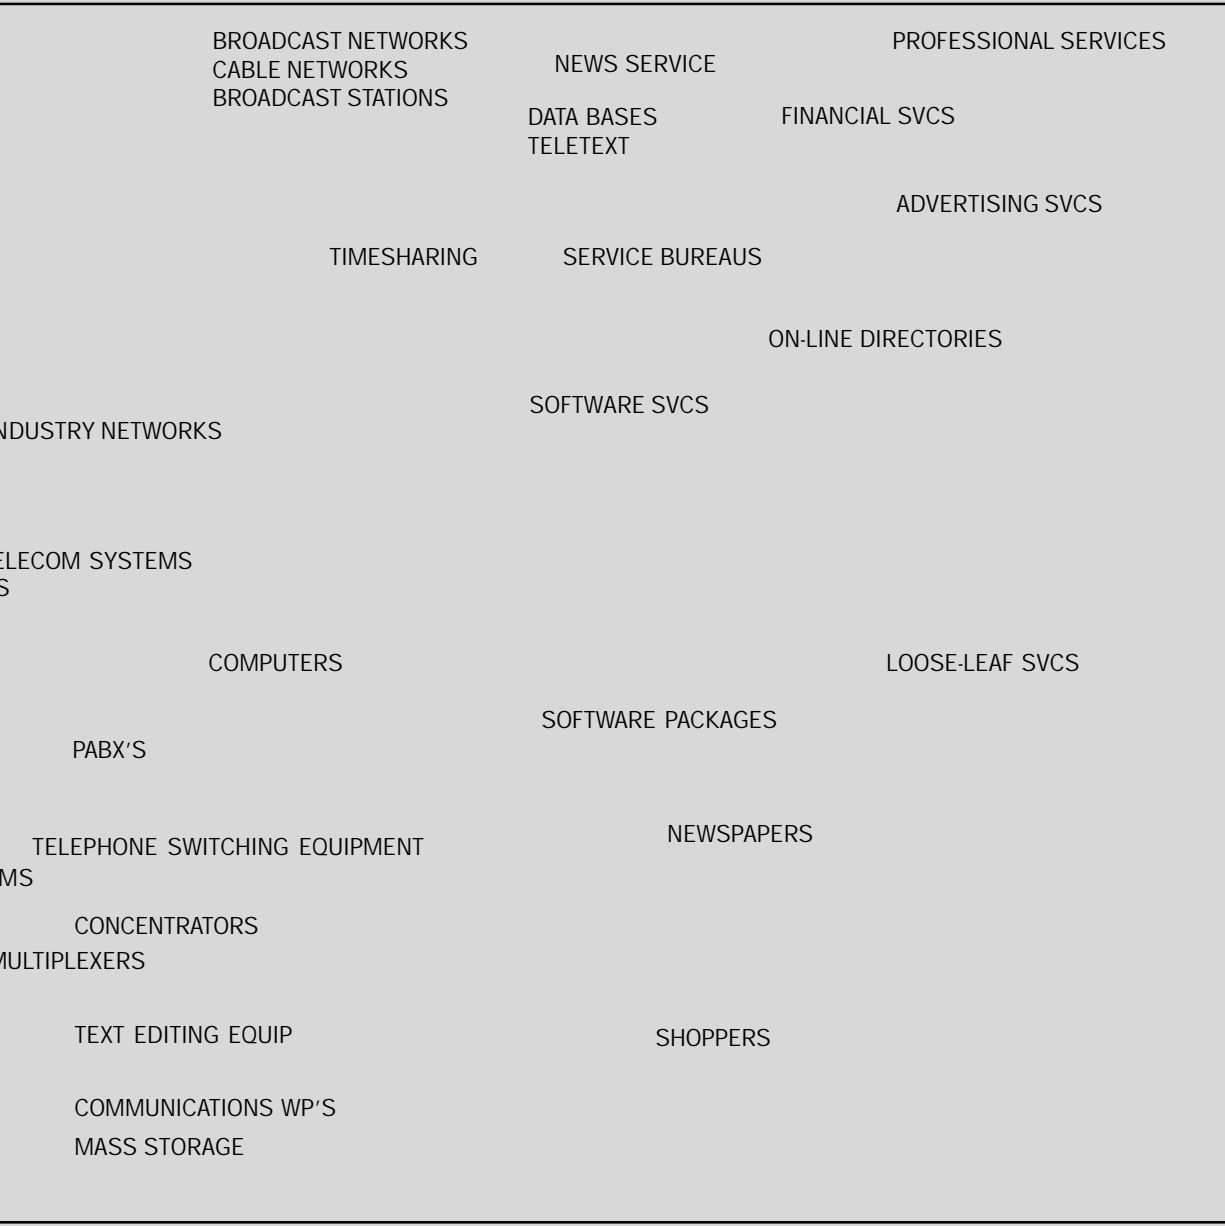 BROADCAST NETWORKS
PROFESSIONAL SERVICES
CABLE NETWORKS
NEWS SERVICE
BROADCAST STATIONS
DATA BASES
FINANCIAL SVCS
TELETEXT
ADVERTISING SVCS
TIMESHARING
SERVICE BUREAUS
ON-LINE DIRECTORIES
SOFTWARE SVCS
NDUSTRY NETWORKS
ELECOM SYSTEMS
S
COMPUTERS
LOOSE-LEAF SVCS
SOFTWARE PACKAGES
PABX'S
NEWSPAPERS
TELEPHONE SWITCHING EQUIPMENT
EMS
CONCENTRATORS
MULTIPLEXERS
TEXT EDITING EQUIP
SHOPPERS
COMMUNICATIONS WP'S
MASS STORAGE